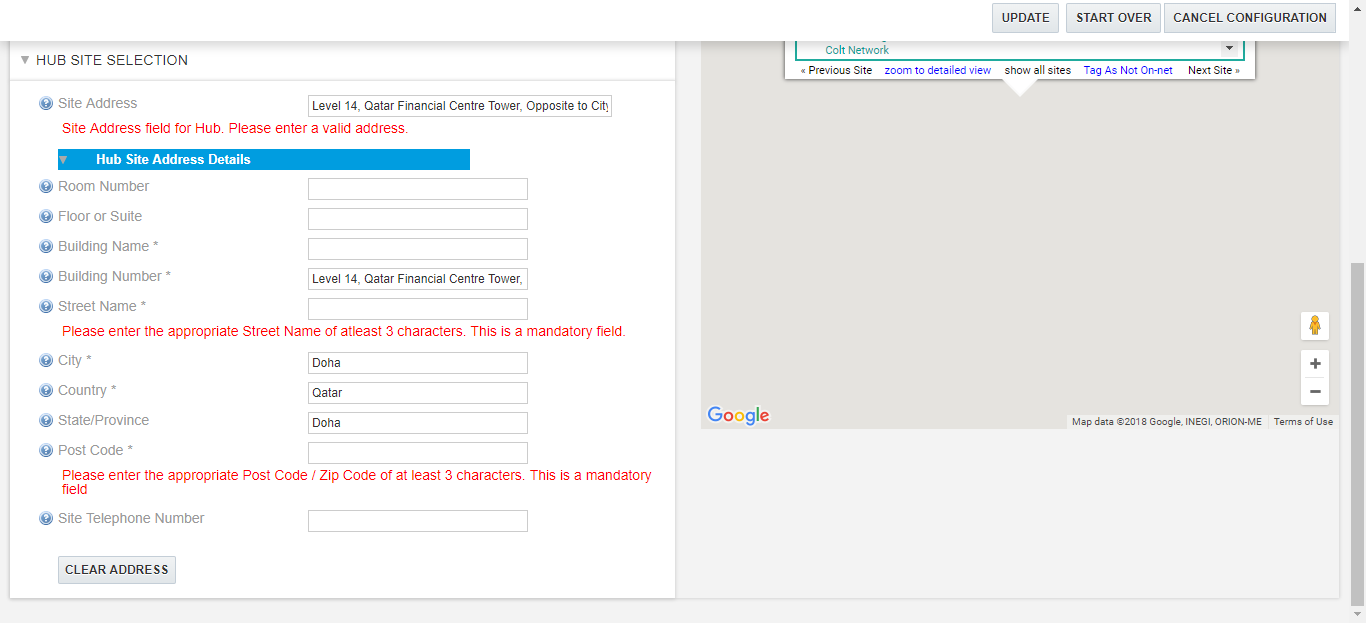 UPDATE
START OVER
CANCEL CONFIGURATION
HUB SITE SELECTION
Site Address
Level 14, Qatar Financial Centre Tower, Opposite to City
Site Address field for Hub. Please enter a valid address.
Hub Site Address Details
Room Number
Floor or Suite
Building Name *
Building Number *
Level 14, Qatar Financial Centre Tower,
Street Name *
Please enter the appropriate Street Name of atleast 3 characters. This is a mandatory field.
City *
Doha
Country *
Qatar
State/Province
Doha
Post Code *
Please enter the appropriate Post Code / Zip Code of at least 3 characters. This is a mandatory
field
Site Telephone Number
CLEAR ADDRESS
Colt Network
« Previous Site zoom to detailed view show all sites Tag As Not On-net Next Site »
Google
Map data ©2018 Google, INEGI, ORION-ME Terms of Use